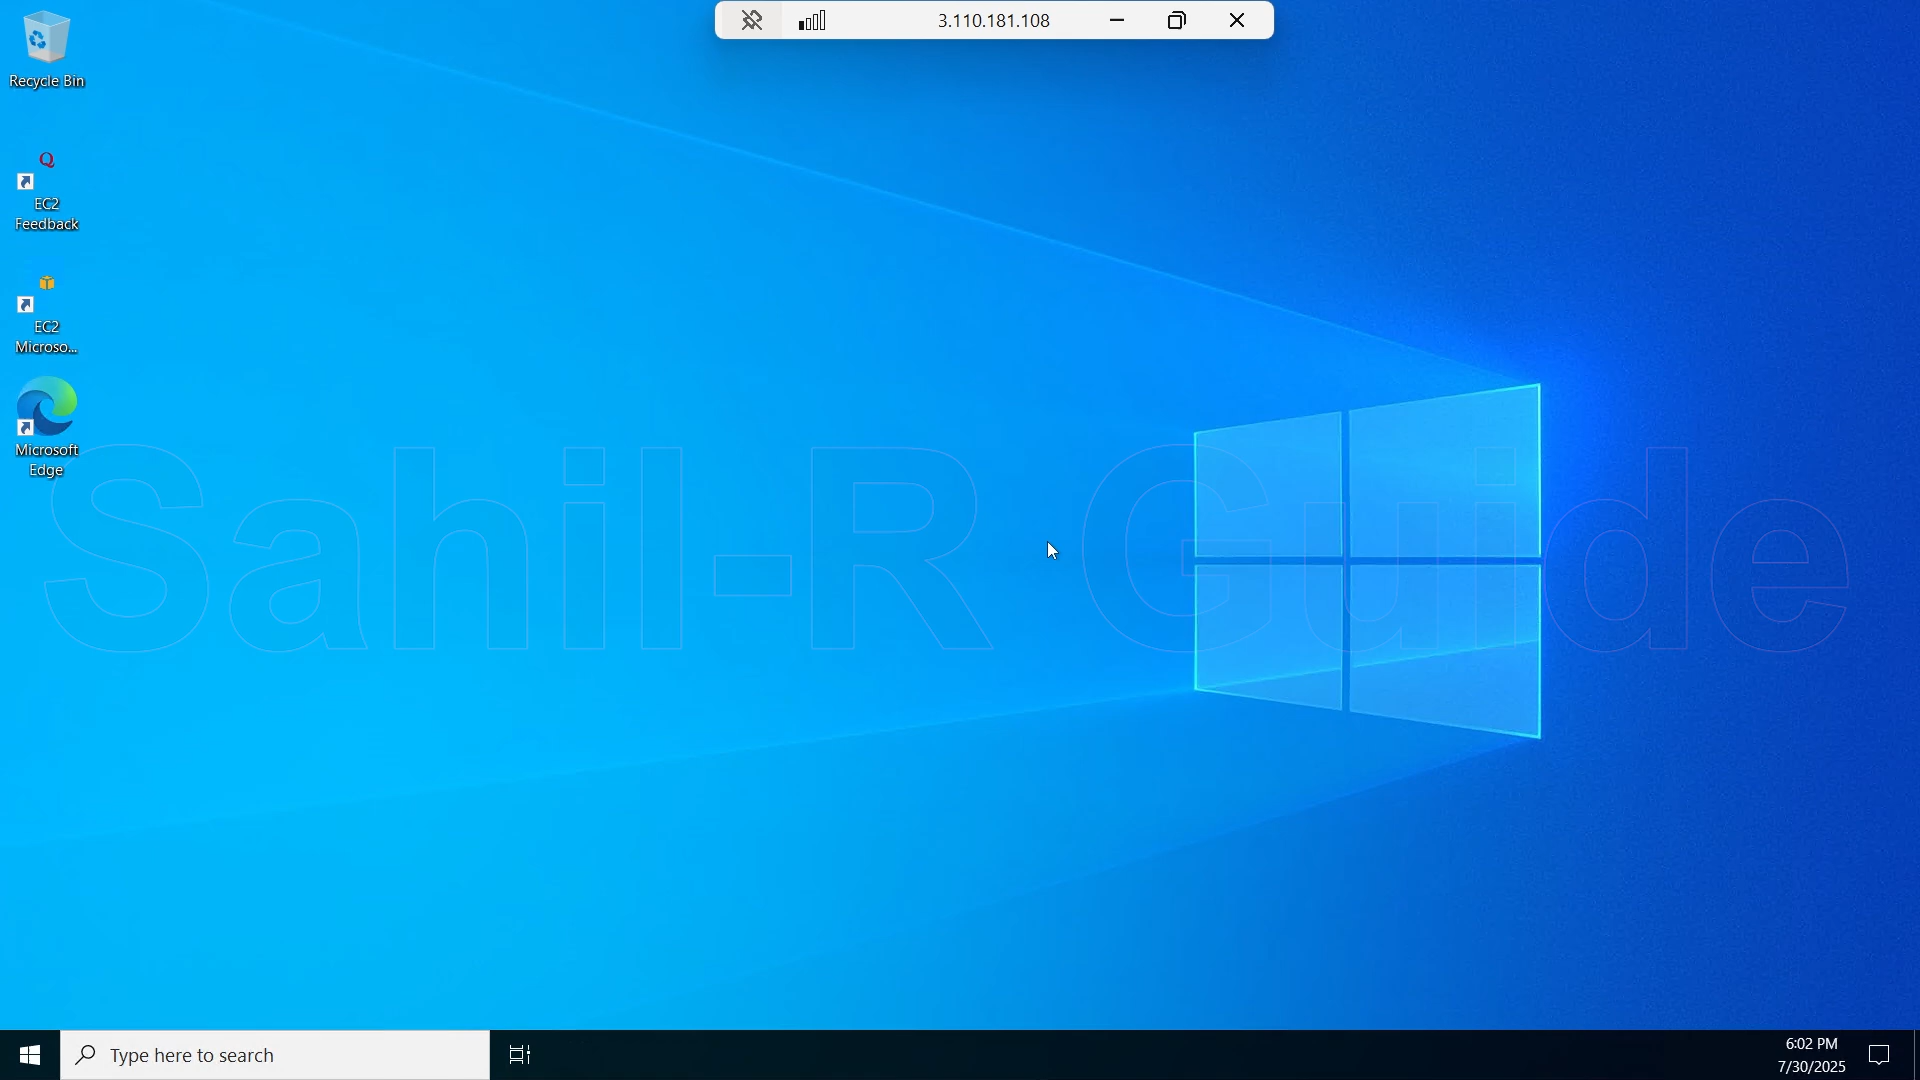 3.110.181.108
Recycle Bin
Q
EC2
Feedback
EC2
Microso...
Microsoft
Edge
Sahil-R Guide
Type here to search
6:02 PM
7/30/2025